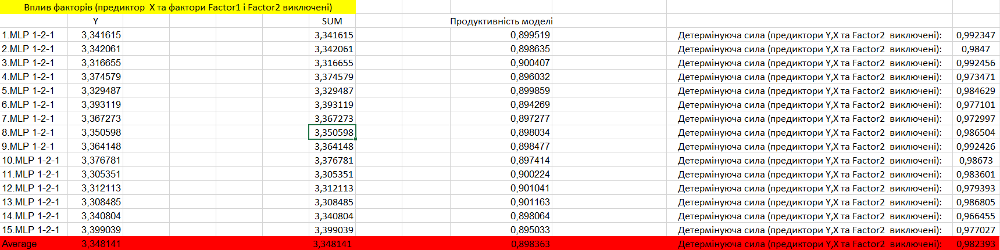 Вплив факторів (предиктор X та фактори Factor1 і Factor2 виключені)
Y SUM Продуктивність моделі
1.MLP 1-2-1 3,341615 3,341615 0,899519 Детермінуюча сила (предиктори Y,X та Factor2 виключені): 0,992347
2.MLP 1-2-1 3,342061 3,342061 0,898635 Детермінуюча сила (предиктори Y,X та Factor2 виключені): 0,9847
3.MLP 1-2-1 3,316655 3,316655 0,900407 Детермінуюча сила (предиктори Y,X та Factor2 виключені): 0,992456
4.MLP 1-2-1 3,374579 3,374579 0,896032 Детермінуюча сила (предиктори Y,X та Factor2 виключені): 0,973471
5.MLP 1-2-1 3,329487 3,329487 0,899859 Детермінуюча сила (предиктори Y,X та Factor2 виключені): 0,984629
6.MLP 1-2-1 3,393119 3,393119 0,894269 Детермінуюча сила (предиктори Y,X та Factor2 виключені): 0,977101
7.MLP 1-2-1 3,367273 3,367273 0,897277 Детермінуюча сила (предиктори Y,X та Factor2 виключені): 0,972997
8.MLP 1-2-1 3,350598 3,350598 0,898034 Детермінуюча сила (предиктори Y,X та Factor2 виключені): 0,986504
9.MLP 1-2-1 3,364148 3,364148 0,898477 Детермінуюча сила (предиктори Y,X та Factor2 виключені): 0,992426
10.MLP 1-2-1 3,376781 3,376781 0,897414 Детермінуюча сила (предиктори Y,X та Factor2 виключені): 0,98673
11.MLP 1-2-1 3,305351 3,305351 0,900224 Детермінуюча сила (предиктори Y,X та Factor2 виключені): 0,983601
12.MLP 1-2-1 3,312113 3,312113 0,901041 Детермінуюча сила (предиктори Y,X та Factor2 виключені): 0,979393
13.MLP 1-2-1 3,308485 3,308485 0,901163 Детермінуюча сила (предиктори Y,X та Factor2 виключені): 0,986805
14.MLP 1-2-1 3,340804 3,340804 0,898064 Детермінуюча сила (предиктори Y,X та Factor2 виключені): 0,966455
15.MLP 1-2-1 3,399039 3,399039 0,895033 Детермінуюча сила (предиктори Y,X та Factor2 виключені): 0,977027
Average 3,348141 3,348141 0,898363 Детермінуюча сила (предиктори Y,X та Factor2 виключені): 0,982393